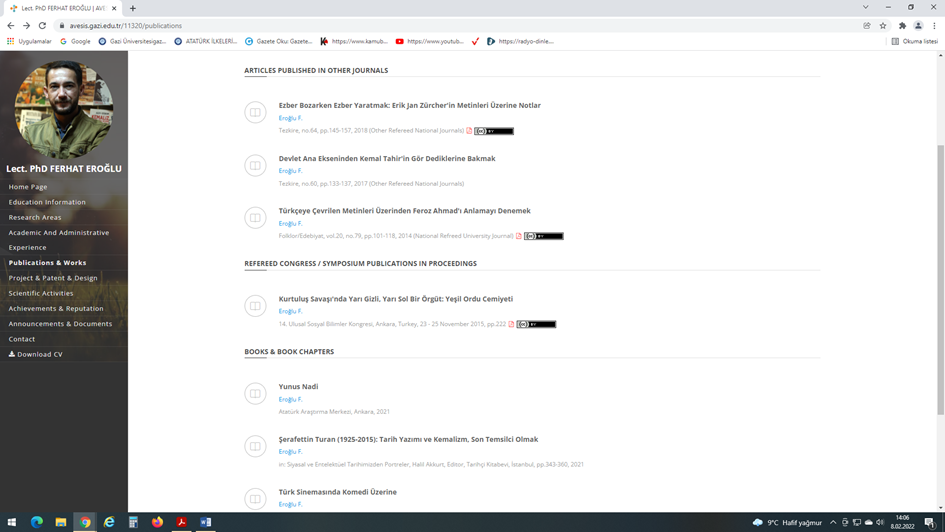 Lect. PhD FERHAT EROĞLU | AVES
avesis.gazi.edu.tr/11320/publications
Uygulamalar
Google
Gazi Üniversitesigaz...
ATATÜRK İLKELERİ...
Gazete Oku: Gazete...
https://www.kamub...
https://www.youtub...
https://radyo-dinle...
Okuma listesi
Lect. PhD FERHAT EROĞLU
Home Page
Education Information
Research Areas
Academic And Administrative
Experience
Publications & Works
Project & Patent & Design
Scientific Activities
Achievements & Reputation
Announcements & Documents
Contact
Download CV
ARTICLES PUBLISHED IN OTHER JOURNALS
Ezber Bozarken Ezber Yaratmak: Erik Jan Zürcher'in Metinleri Üzerine Notlar
Eroğlu F.
Tezkire, no.64, pp.145-157, 2018 (Other Refereed National Journals)
cc BY
Devlet Ana Ekseninden Kemal Tahir'in Gör Dediklerine Bakmak
Eroğlu F.
Tezkire, no.60, pp.133-137, 2017 (Other Refereed National Journals)
Türkçeye Çevrilen Metinleri Üzerinden Feroz Ahmad'ı Anlamayı Denemek
Eroğlu F.
Folklor/Edebiyat, vol.20, no.79, pp.101-118, 2014 (National Refreed University Journal)
cc BY
REFEREED CONGRESS / SYMPOSIUM PUBLICATIONS IN PROCEEDINGS
Kurtuluş Savaşı'nda Yarı Gizli, Yarı Sol Bir Örgüt: Yeşil Ordu Cemiyeti
Eroğlu F.
14. Ulusal Sosyal Bilimler Kongresi, Ankara, Turkey, 23 - 25 November 2015, pp.222
cc BY
BOOKS & BOOK CHAPTERS
Yunus Nadi
Eroğlu F.
Atatürk Araştırma Merkezi, Ankara, 2021
Şerafettin Turan (1925-2015): Tarih Yazımı ve Kemalizm, Son Temsilci Olmak
Eroğlu F.
in: Siyasal ve Entelektüel Tarihimizden Portreler, Halil Akkurt, Editor, Tarihçi Kitabevi, İstanbul, pp.343-360, 2021
Türk Sinemasında Komedi Üzerine
Eroğlu F.
9°C Hafif yağmur
14:06
8.02.2022